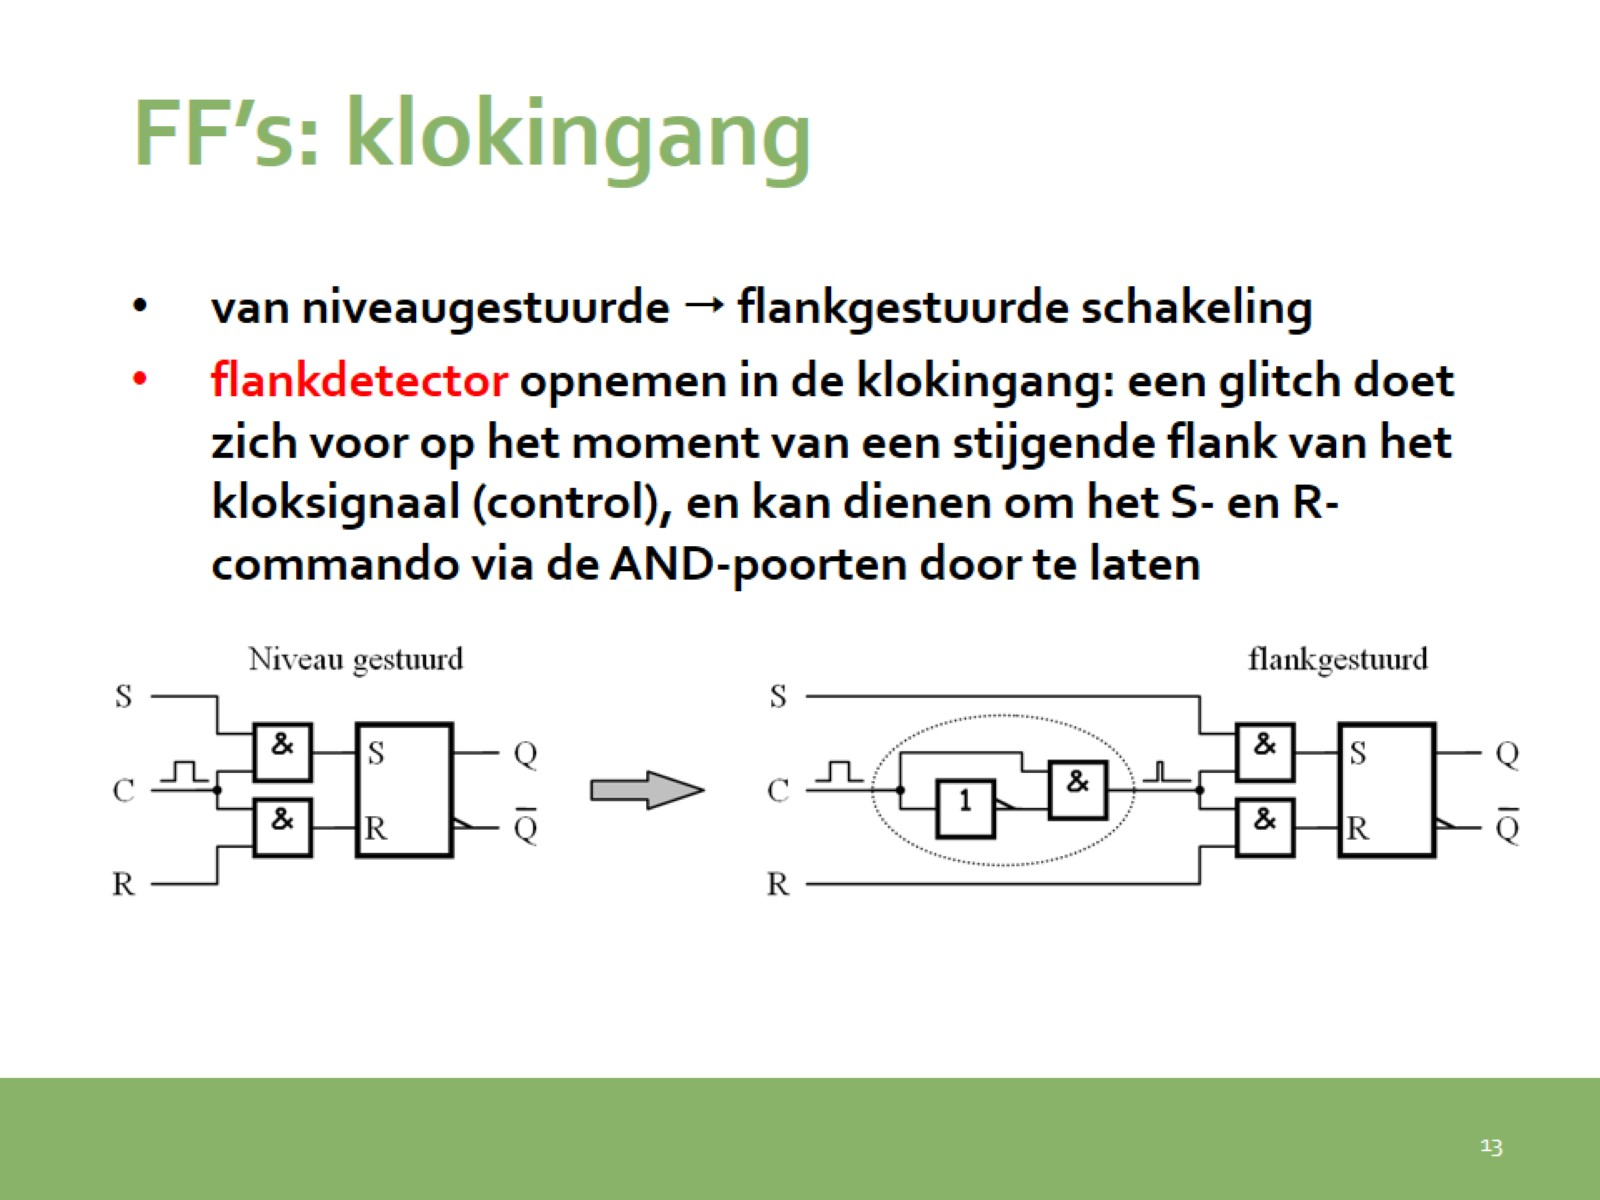 FF’s: klokingang
• van niveaugestuurde → flankgestuurde schakeling
• flankdetector opnemen in de klokingang: een glitch doet
zich voor op het moment van een stijgende flank van het
kloksignaal (control), en kan dienen om het S- en R-
commando via de AND-poorten door te laten
Niveau gestuurd
S
&
S
Q
C
&
R
Q̅
R
flankgestuurd
S
&
S
Q
C
1
&
&
R
Q̅
R
13